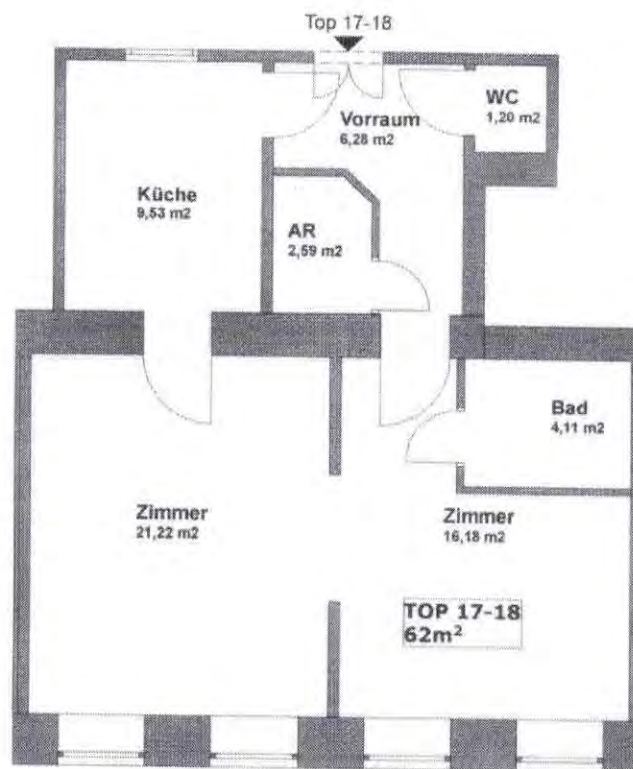 Top 17-18
WC
1,20 m2
Vorraum
6,28 m2
Küche
9,53 m2
AR
2,59 m2
Bad
4,11 m2
Zimmer
21,22 m2
Zimmer
16,18 m2
TOP 17-18
62m²